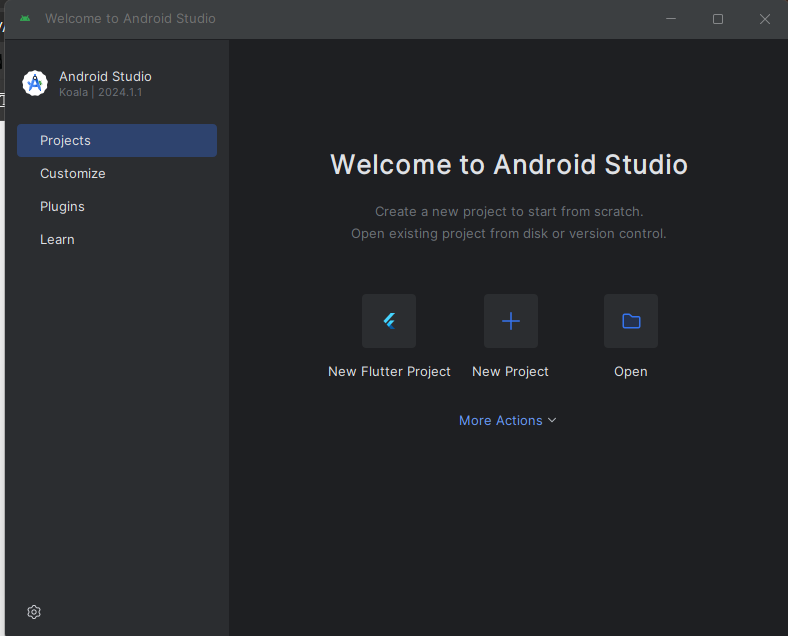 Welcome to Android Studio
Android Studio
Koala | 2024.1.1
Projects
Customize
Plugins
Learn
Welcome to Android Studio
Create a new project to start from scratch.
Open existing project from disk or version control.
New Flutter Project
New Project
Open
More Actions